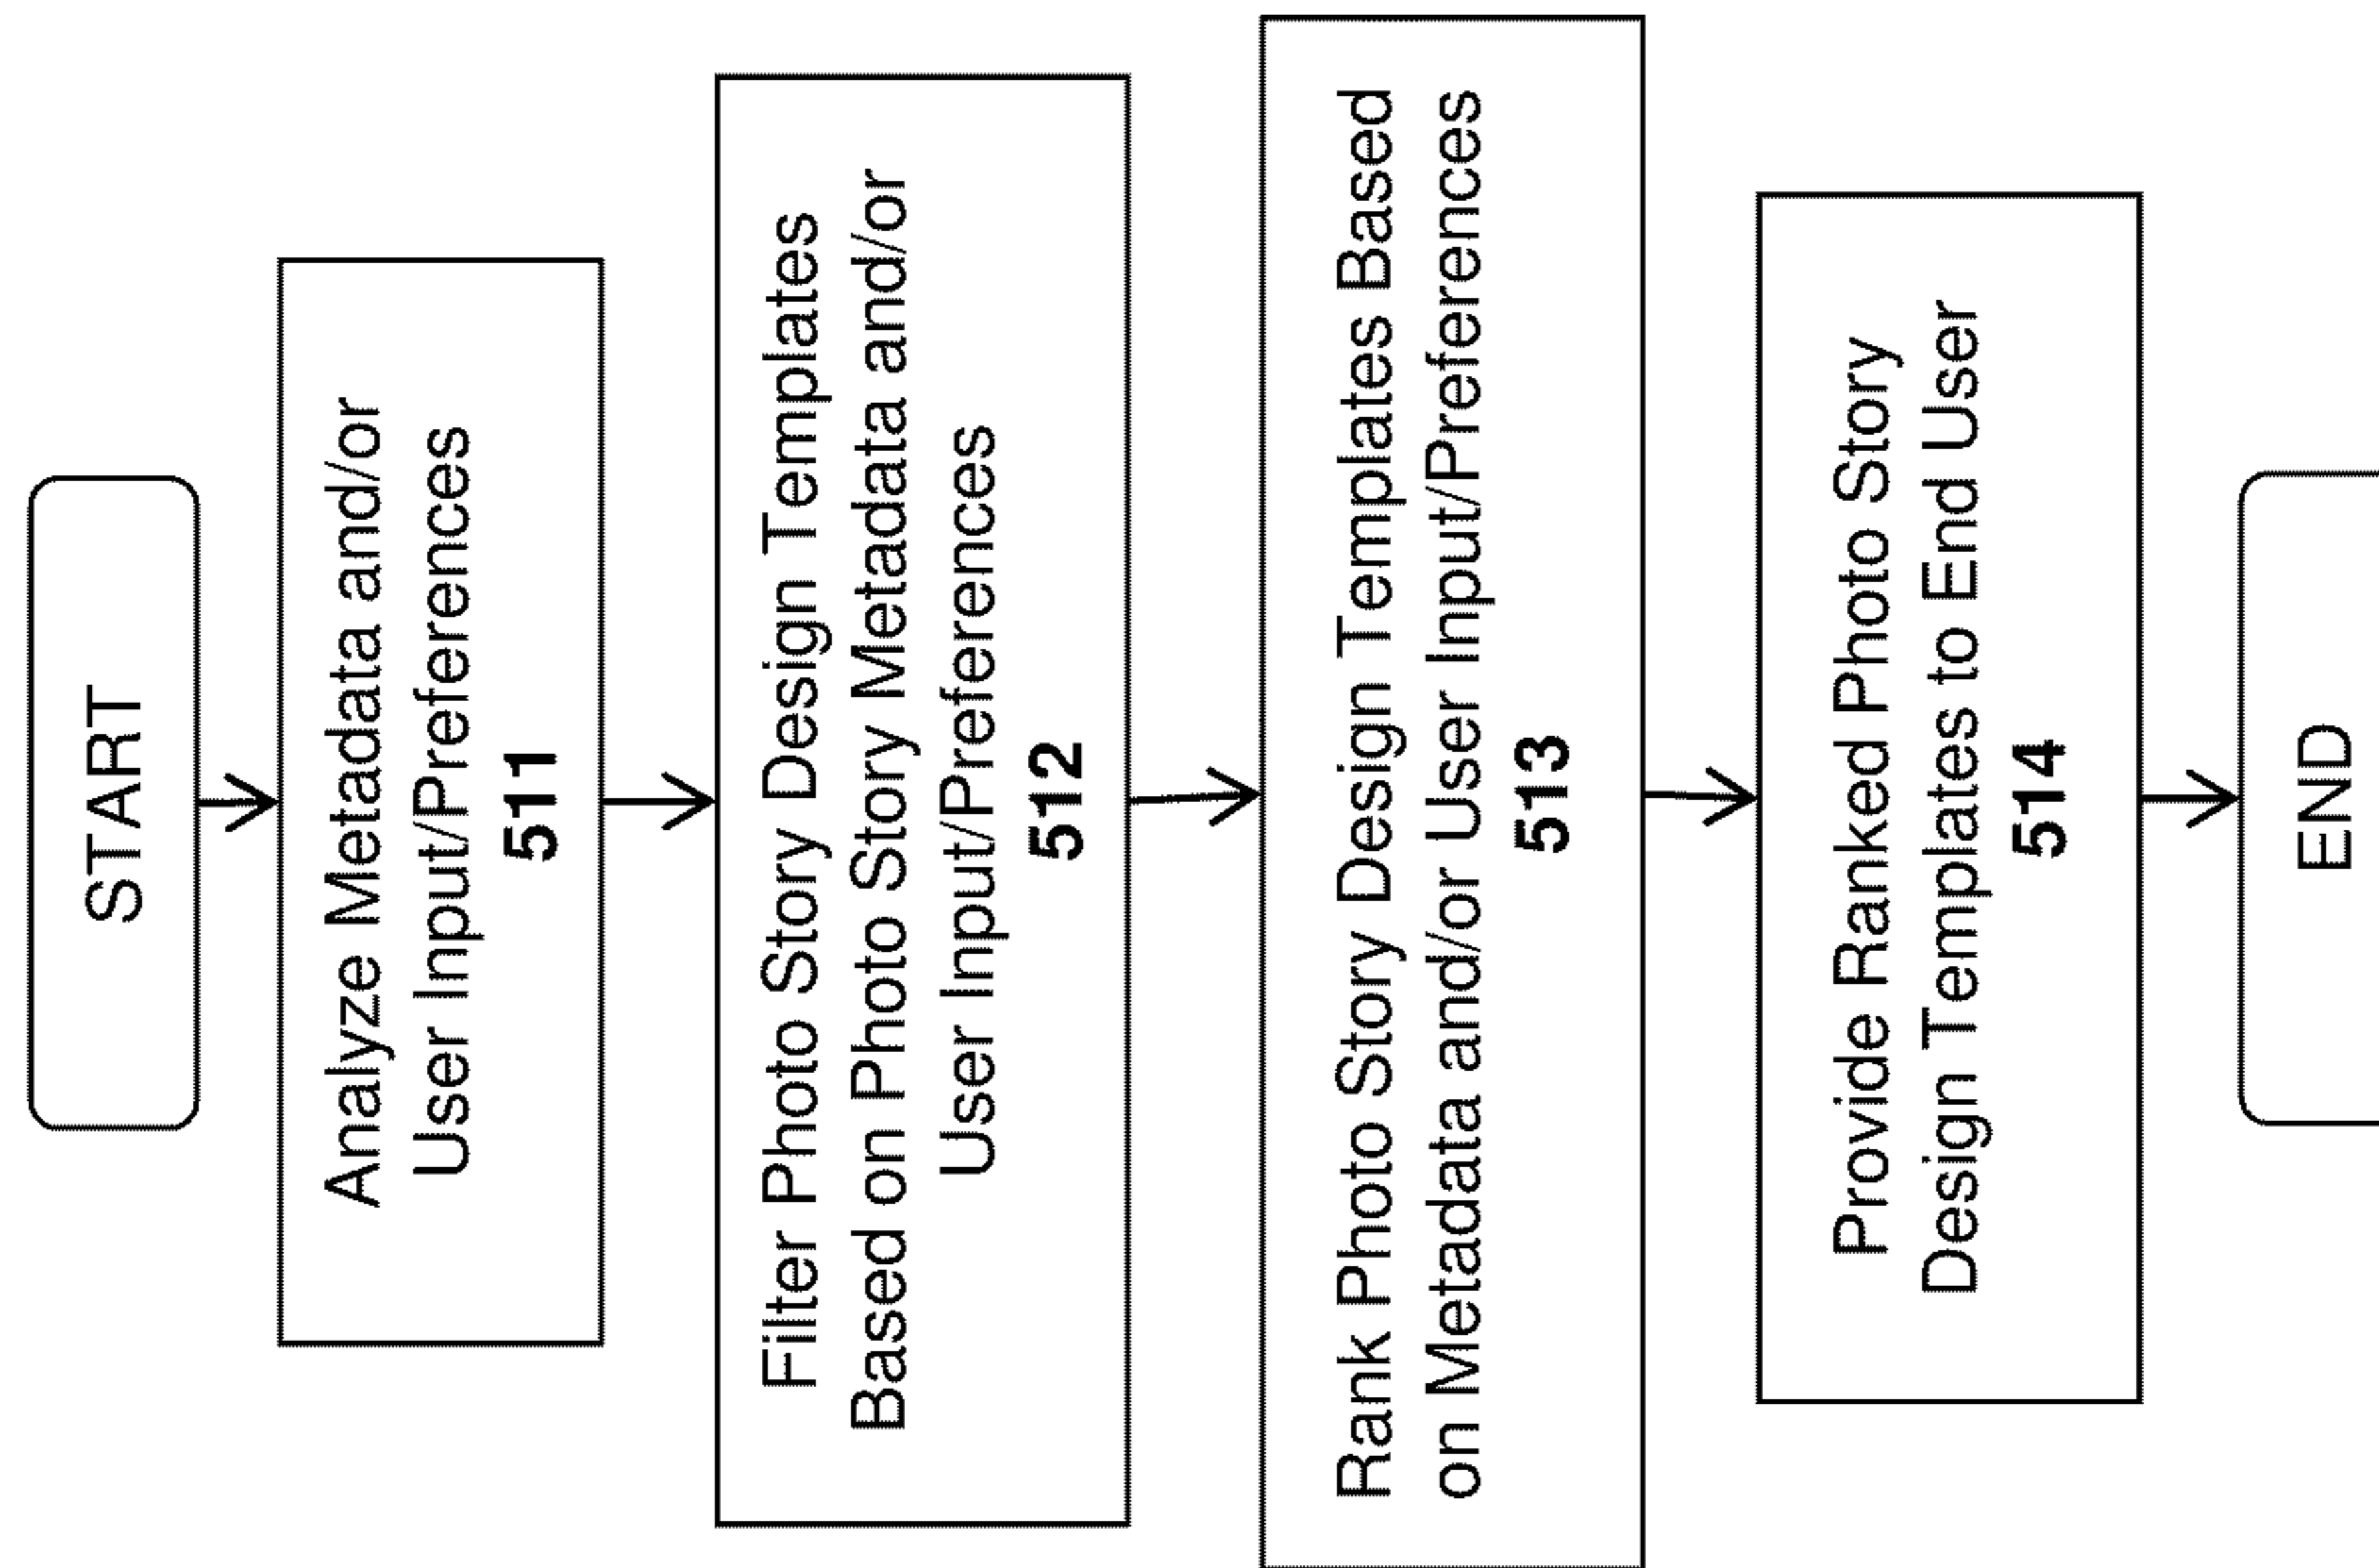 START
Analyze Metadata and/or
User Input/Preferences
511
Filter Photo Story Design Templates
Based on Photo Story Metadata and/or
User Input/Preferences
512
Rank Photo Story Design Templates Based
on Metadata and/or User Input/Preferences
513
Provide Ranked Photo Story
Design Templates to End User
514
END